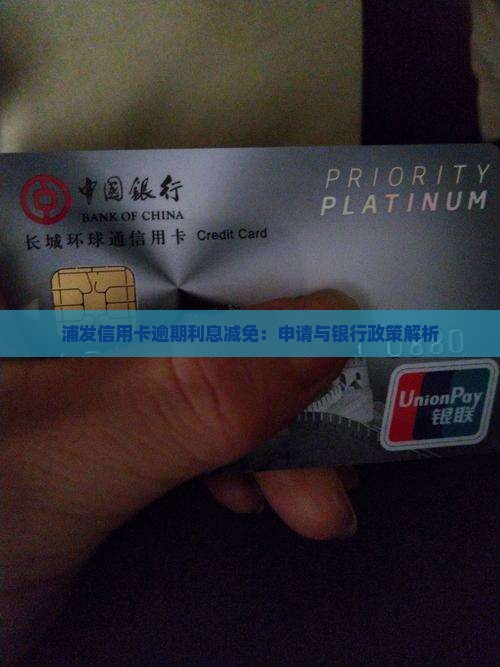 中国银行
BANK OF CHINA
长城环球通信用卡 Credit Card
PRIORITY
PLATINUM
浦发信用卡逾期利息减免：申请与银行政策解析
0880
UnionPay
银联